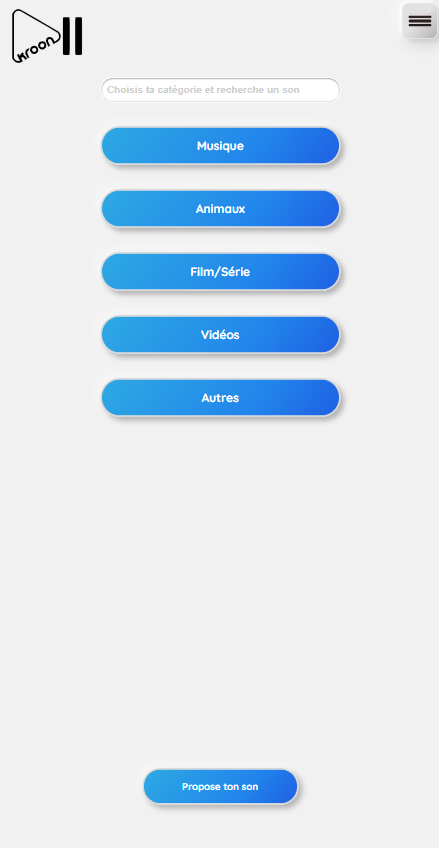 Kroon
Choisis ta catégorie et recherche un son
Musique
Animaux
Film/Série
Vidéos
Autres
Propose ton son